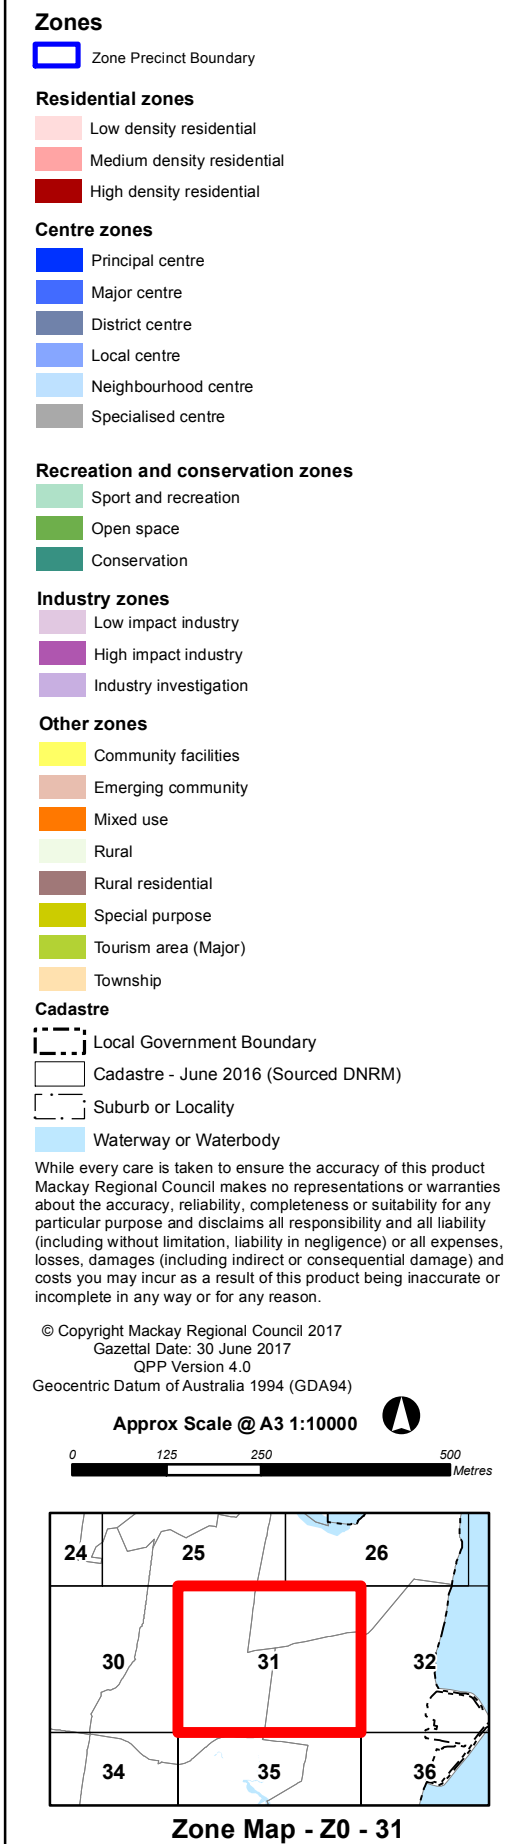 Zones
Zone Precinct Boundary
Residential zones
Low density residential
Medium density residential
High density residential
Centre zones
Principal centre
Major centre
District centre
Local centre
Neighbourhood centre
Specialised centre
Recreation and conservation zones
Sport and recreation
Open space
Conservation
Industry zones
Low impact industry
High impact industry
Industry investigation
Other zones
Community facilities
Emerging community
Mixed use
Rural
Rural residential
Special purpose
Tourism area (Major)
Township
Cadastre
Local Government Boundary
Cadastre - June 2016 (Sourced DNRM)
Suburb or Locality
Waterway or Waterbody
While every care is taken to ensure the accuracy of this product
Mackay Regional Council makes no representations or warranties
about the accuracy, reliability, completeness or suitability for any
particular purpose and disclaims all responsibility and all liability
(including without limitation, liability in negligence) or all expenses,
losses, damages (including indirect or consequential damage) and
costs you may incur as a result of this product being inaccurate or
incomplete in any way or for any reason.
© Copyright Mackay Regional Council 2017
Gazettal Date: 30 June 2017
QPP Version 4.0
Geocentric Datum of Australia 1994 (GDA94)
Approx Scale @ A3 1:10000
0 125 250 500
Metres
24 25 26
30 31 32
34 35 36
Zone Map - Z0 - 31